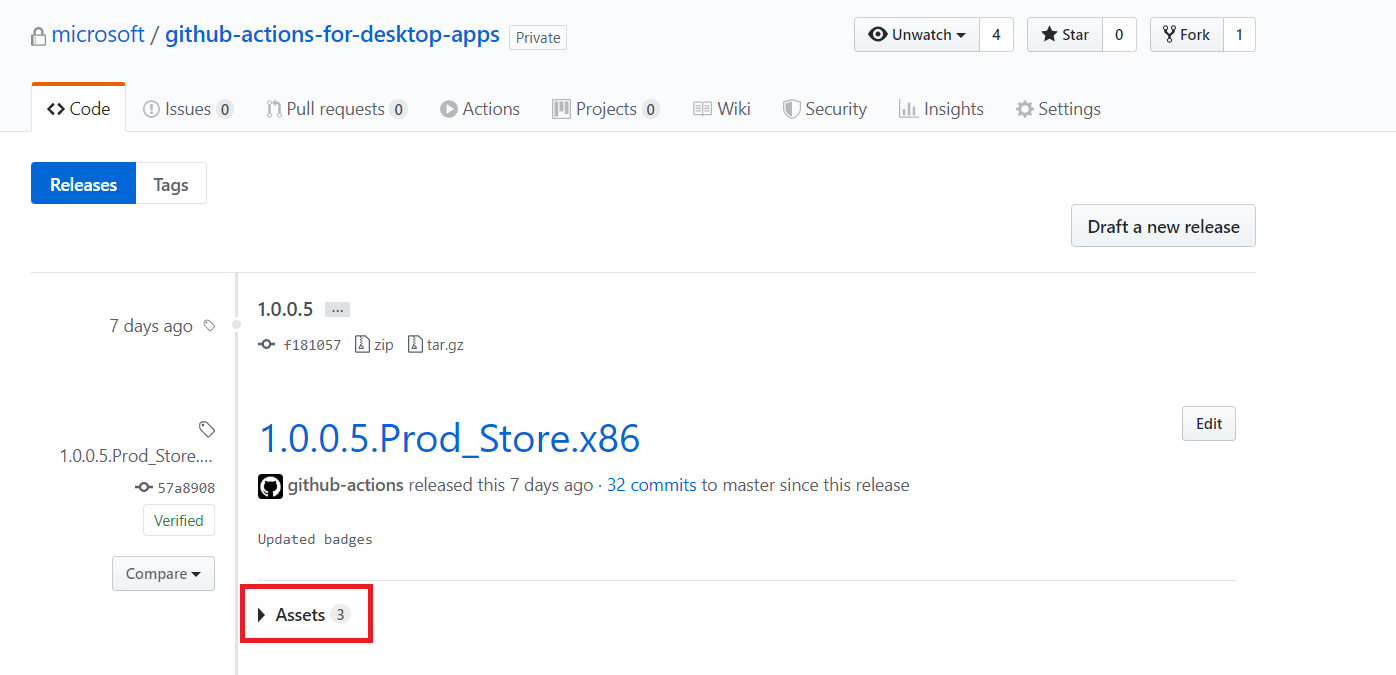 microsoft / github-actions-for-desktop-apps Private Unwatch 4 Star 0 Fork 1
Code Issues 0 Pull requests 0 Actions Projects 0 Wiki Security Insights Settings
Releases Tags
Draft a new release
1.0.0.5 ...
7 days ago
f181057 zip tar.gz
1.0.0.5.Prod_Store.x86 Edit
1.0.0.5.Prod_Store....
57a8908
Verified
Compare
github-actions released this 7 days ago · 32 commits to master since this release
Updated badges
Assets 3